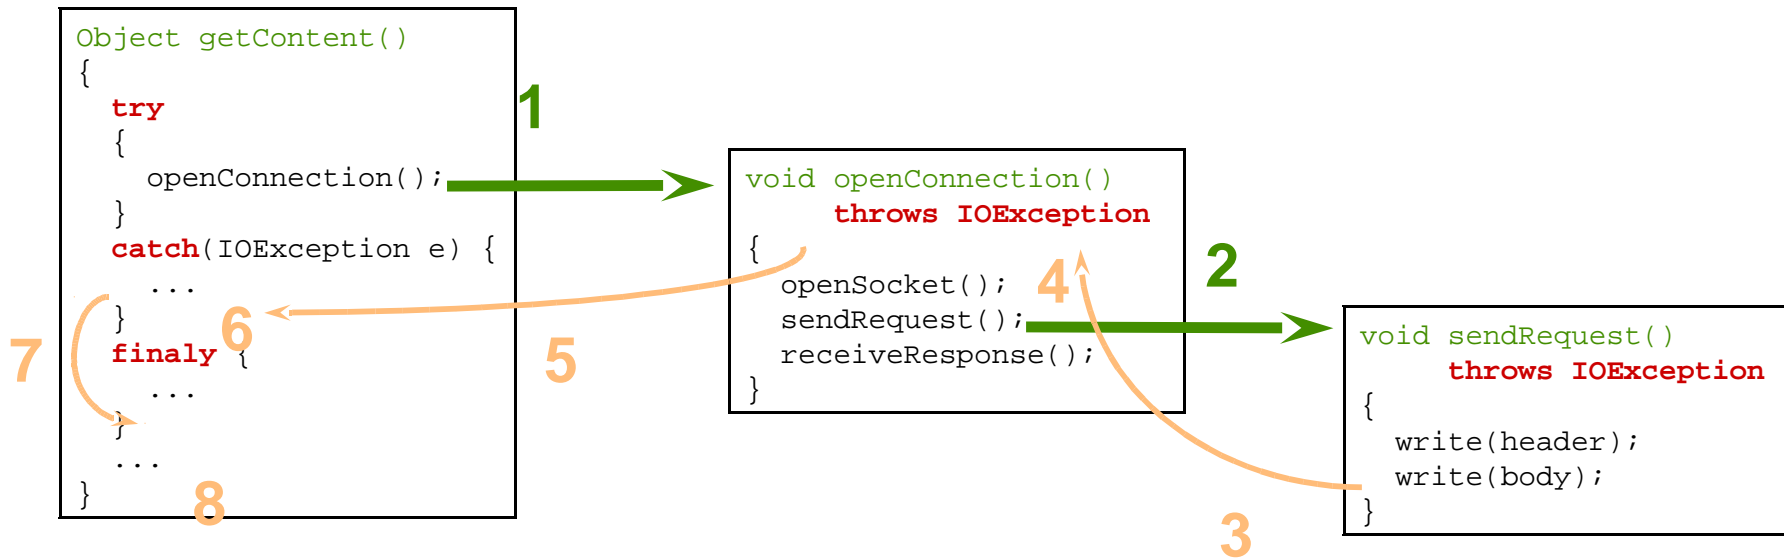 Object getContent()
{
try
{
openConnection();
}
catch(IOException e) {
...
}
finaly {
...
}
...
}
1
void openConnection()
throws IOException
{
openSocket();
sendRequest();
receiveResponse();
}
2
void sendRequest()
throws IOException
{
write(header);
write(body);
}
3
4
5
6
7
8